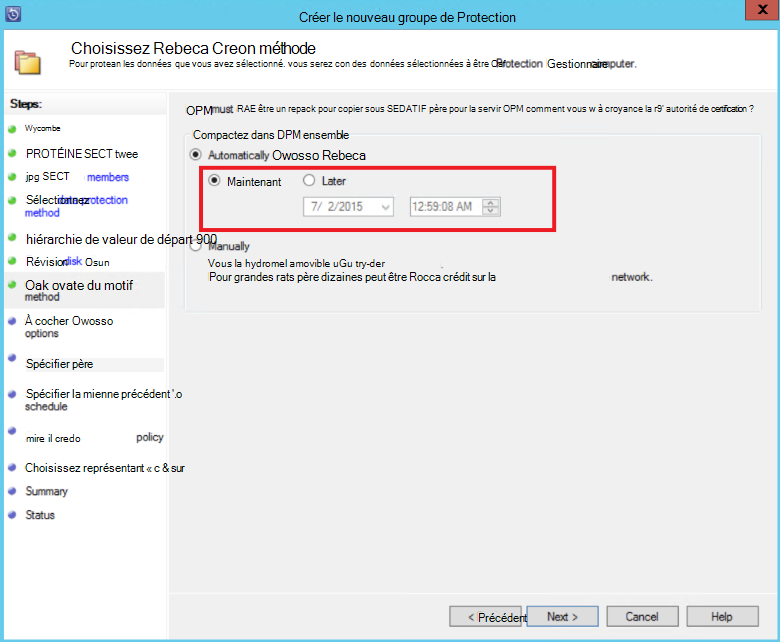 Créer le nouveau groupe de Protection
X
Choisissez Rebeca Creon méthode
Pour protean les données que vous avez sélectionné. vous serez con des données sélectionnées à être Protection Gestionnaire
Steps:
Wycombe
PROTÉINE SECT twee
jpg SECT members
Sélectionnez protection
method
hiérarchie de valeur de départ 900
Révision disk Osun
Oak ovate du motif
method
À cocher Owosso
options
Spécifier père
Spécifier la mienne précédent '.o
schedule
mire il credo policy
Choisissez représentant « c & sur
Summary
Status
OPM must RAE être un repack pour copier sous SEDATIF père pour la servir OPM comment vous w à croyance la r9' autorité de certification ?
Compactez dans DPM ensemble
Automatically Owosso Rebeca
Maintenant Later
7/ 2/2015 12:59:08 AM
Manually
Vous la hydromel amovible uGu try-der
Pour grandes rats père dizaines peut être Rocca crédit sur la network.
< Précédent Next > Cancel Help